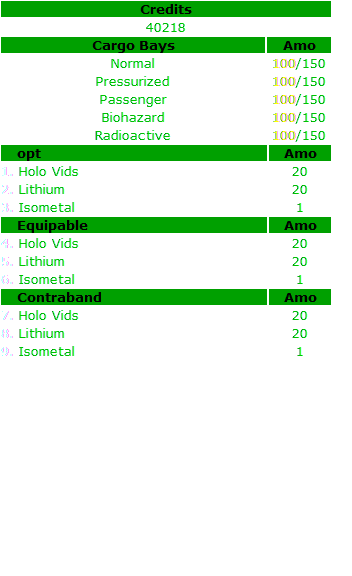 Credits
40218
Cargo Bays Amo
Normal 100/150
Pressurized 100/150
Passenger 100/150
Biohazard 100/150
Radioactive 100/150
opt Amo
1. Holo Vids 20
2. Lithium 20
3. Isometal 1
Equipable Amo
4. Holo Vids 20
5. Lithium 20
6. Isometal 1
Contraband Amo
7. Holo Vids 20
8. Lithium 20
9. Isometal 1